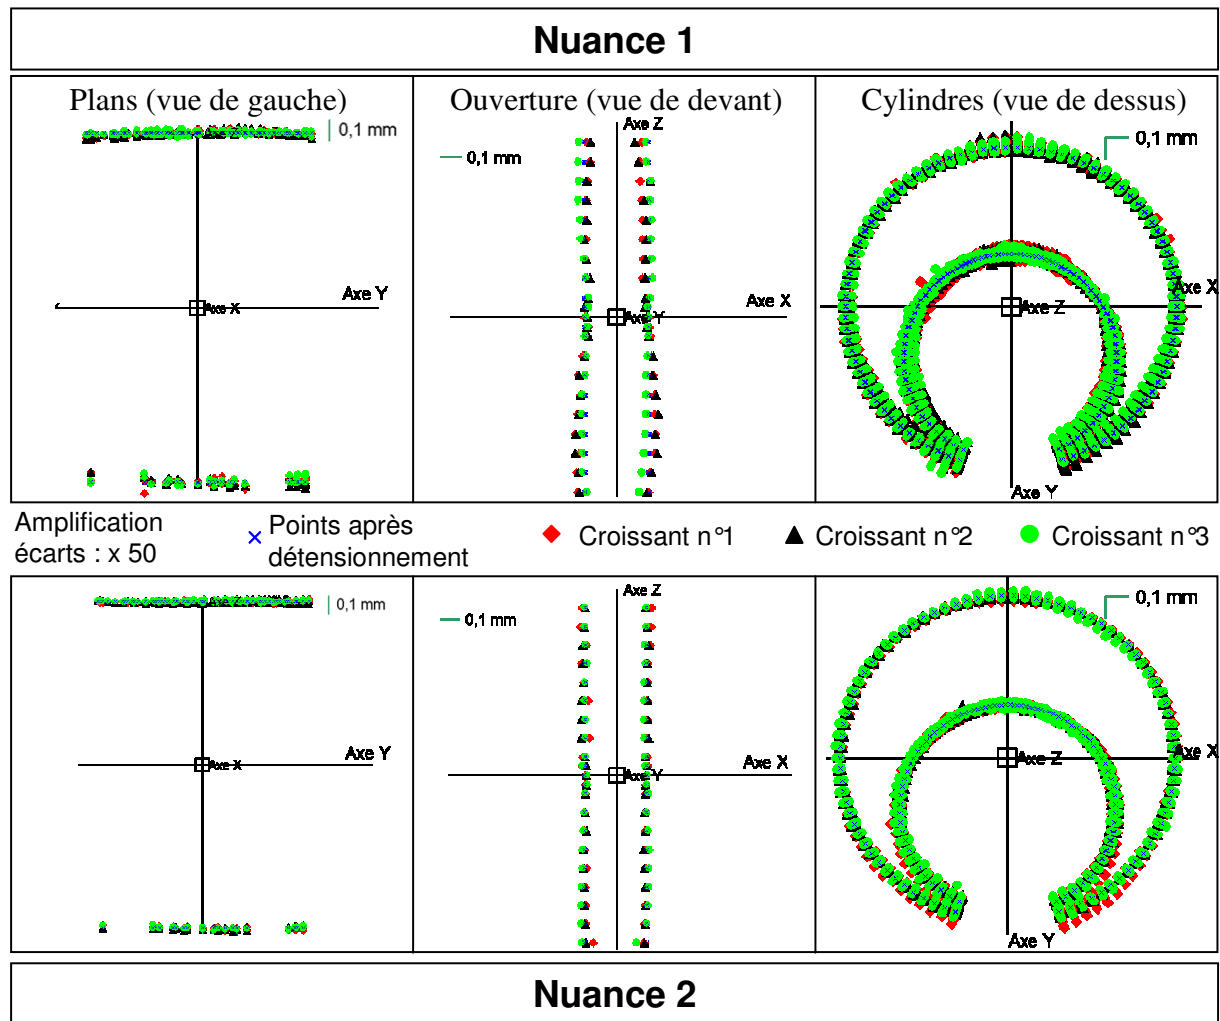 Nuance 1
Plans (vue de gauche)
Ouverture (vue de devant)
Cylindres (vue de dessus)
0,1 mm
Axe Y
Axe X
Axe Z
0,1 mm
Axe X
Axe Y
0,1 mm
Axe X
Axe Z
Axe Y
Amplification
écarts : x 50
Points après
détensionnement
Croissant n°1
Croissant n°2
Croissant n°3
0,1 mm
Axe Y
Axe X
Axe Z
0,1 mm
Axe X
Axe Y
0,1 mm
Axe X
Axe Z
Axe Y
Nuance 2